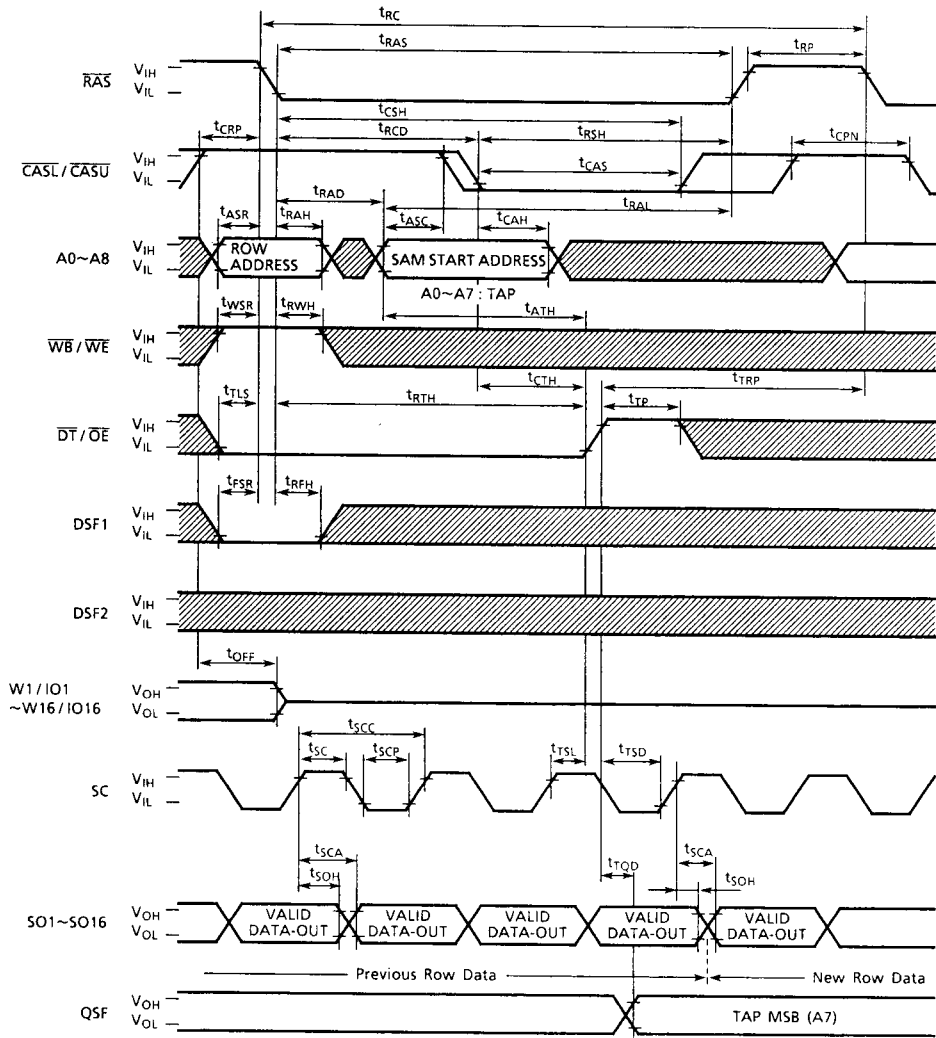 tRC
tRAS
tRP
RAS
VIH
VIL
tCSH
tCRP
tRCD
tRSH
tCPN
CASL / CASU
VIH
VIL
tCAS
tRAD
tRAL
tASR
tRAH
tASC
tCAH
A0~A8
VIH
VIL
ROW
ADDRESS
SAM START ADDRESS
A0~A7 : TAP
tATH
tWSR
tRWH
WB / WE
VIH
VIL
tCTH
tTRP
tTLS
tRTH
tTP
DT / OE
VIH
VIL
tFSR
tRFH
DSF1
VIH
VIL
DSF2
VIH
VIL
tOFF
W1 / IO1
~W16 / IO16
VOH
VOL
tSCC
tSC
tSCP
tTSL
tTSD
SC
VIH
VIL
tSCA
tSCA
tSOH
tTQD
tSOH
SO1~SO16
VOH
VOL
VALID
DATA-OUT
VALID
DATA-OUT
VALID
DATA-OUT
VALID
DATA-OUT
VALID
DATA-OUT
Previous Row Data
New Row Data
QSF
VOH
VOL
TAP MSB (A7)